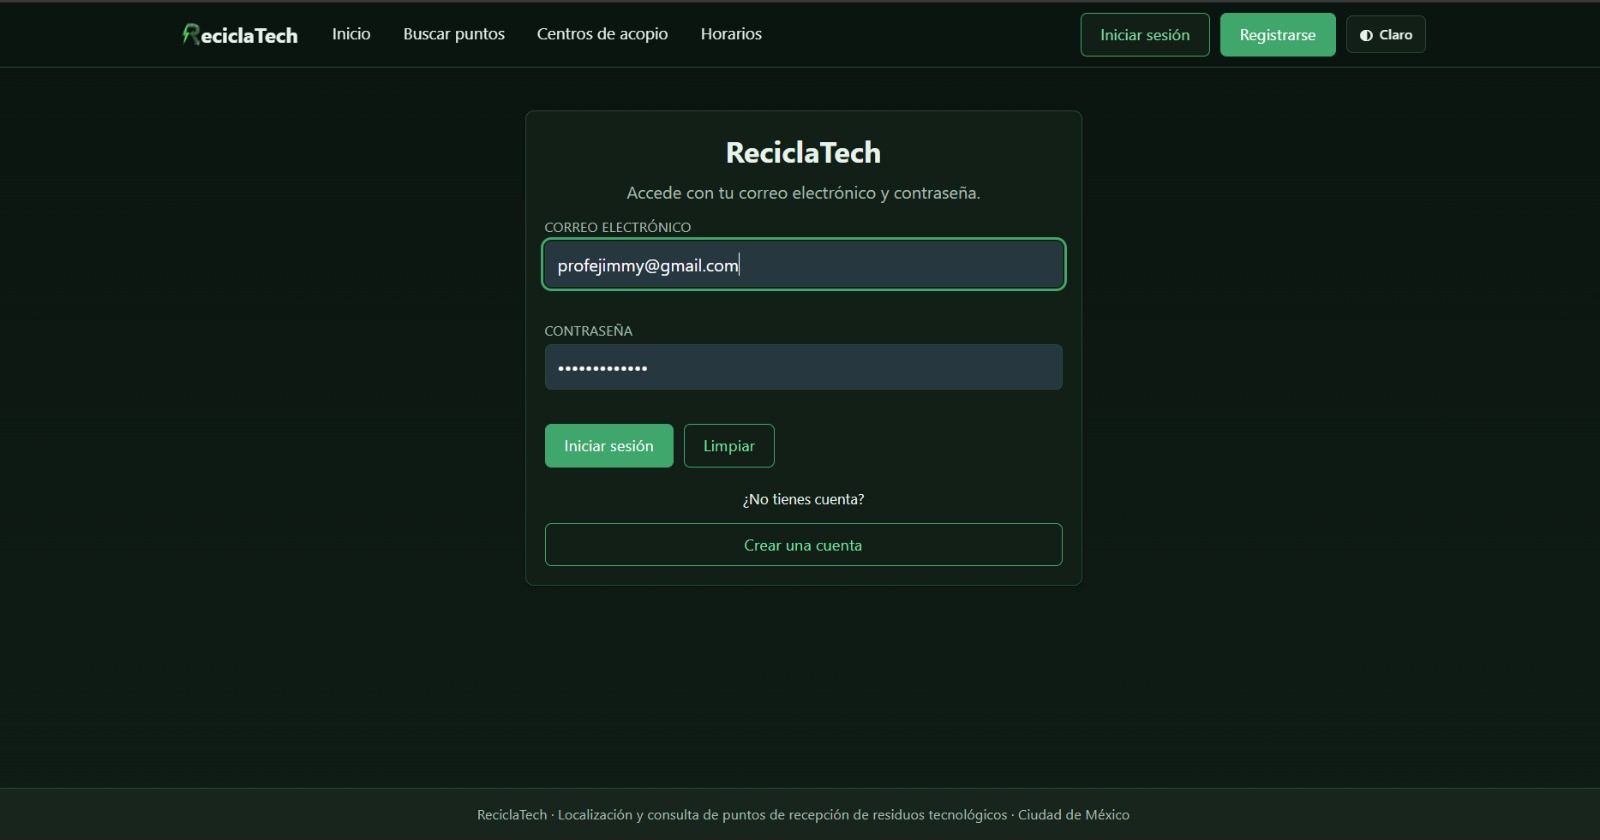 ReciclaTech Inicio Buscar puntos Centros de acopio Horarios Iniciar sesión Registrarse Claro
ReciclaTech
Accede con tu correo electrónico y contraseña.
CORREO ELECTRÓNICO
profejimmy@gmail.com
CONTRASEÑA
•••••••••••••
Iniciar sesión Limpiar
¿No tienes cuenta?
Crear una cuenta
ReciclaTech · Localización y consulta de puntos de recepción de residuos tecnológicos · Ciudad de México